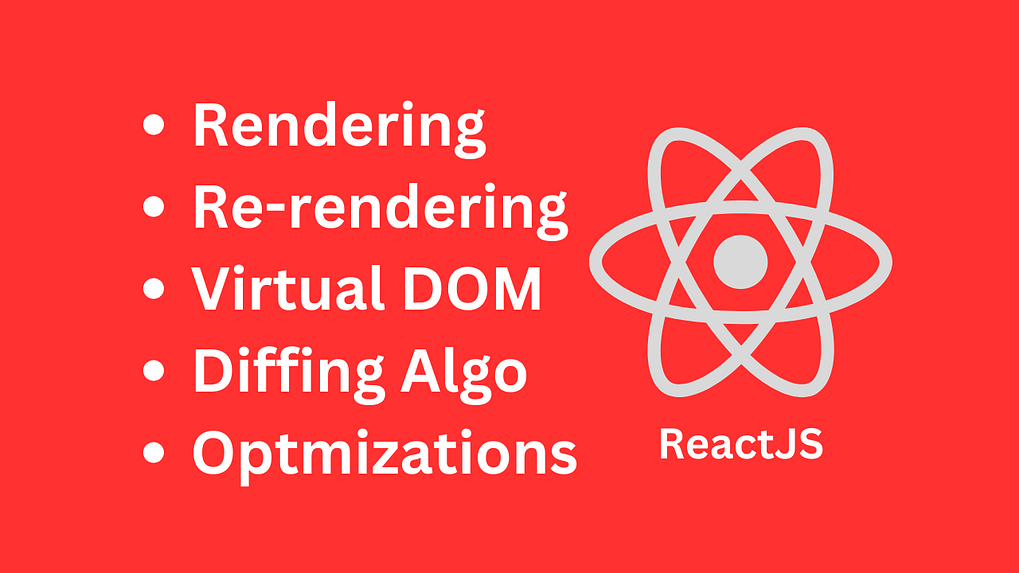 Rendering
Re-rendering
Virtual DOM
Diffing Algo
Optmizations
ReactJS